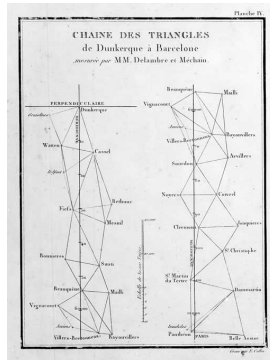 Planche IV.
CHAINE DES TRIANGLES
de Dunkerque à Barcelone
mesurée par MM. Delambre et Méchain.
PERPENDICULAIRE
Dunkerque
Watten
Cassel
Fiefs
Bethune
Mesnil
Bonnieres
Sauti
Beauquêne
Mailli
Vignacourt
Villers-Bretonneux
Bayonvillers
Beauquêne
Mailli
Vignacourt
Villers-Bretonneux
Bayonvillers
Arvillers
Sourdon
Noyers
Coivrel
Clermont
Jonquieres
St. Christophe
St. Martin
du Tertre
Dammartin
Panthéon
PARIS
Belle Assise